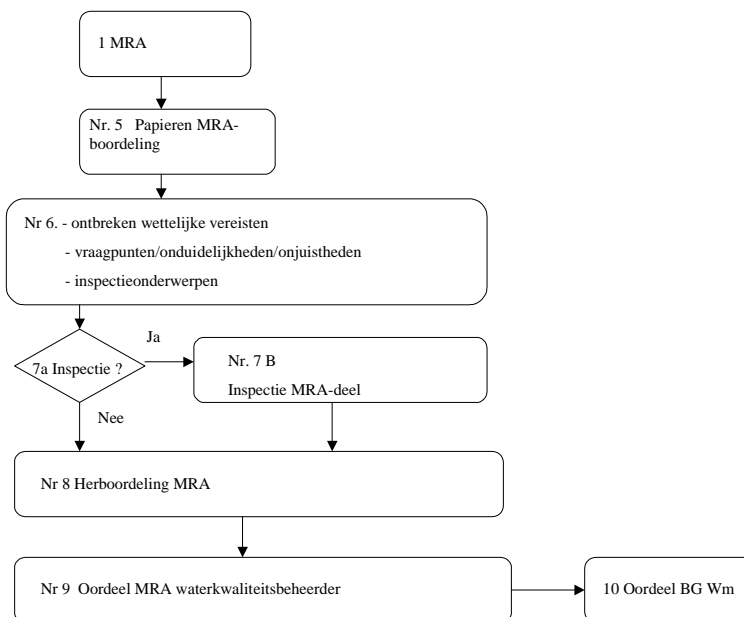 1 MRA
Nr. 5 Papieren MRA-
boordeling
Nr 6. - ontbreken wettelijke vereisten
- vraagpunten/onduidelijkheden/onjuistheden
- inspectieonderwerpen
Ja
7a Inspectie ?
Nr. 7 B
Inspectie MRA-deel
Nee
Nr 8 Herboordeling MRA
Nr 9 Oordeel MRA waterkwaliteitsbeheerder
10 Oordeel BG Wm